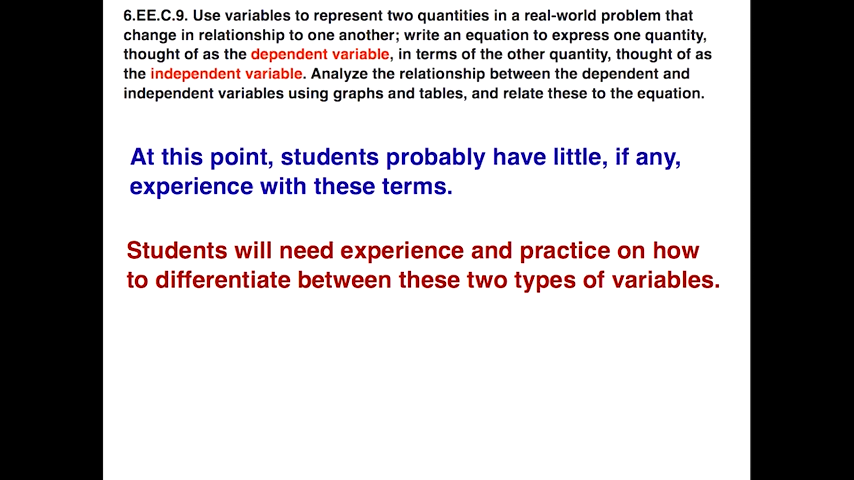 6.EE.C.9. Use variables to represent two quantities in a real-world problem that
change in relationship to one another; write an equation to express one quantity,
thought of as the dependent variable, in terms of the other quantity, thought of as
the independent variable. Analyze the relationship between the dependent and
independent variables using graphs and tables, and relate these to the equation.
At this point, students probably have little, if any,
experience with these terms.
Students will need experience and practice on how
to differentiate between these two types of variables.